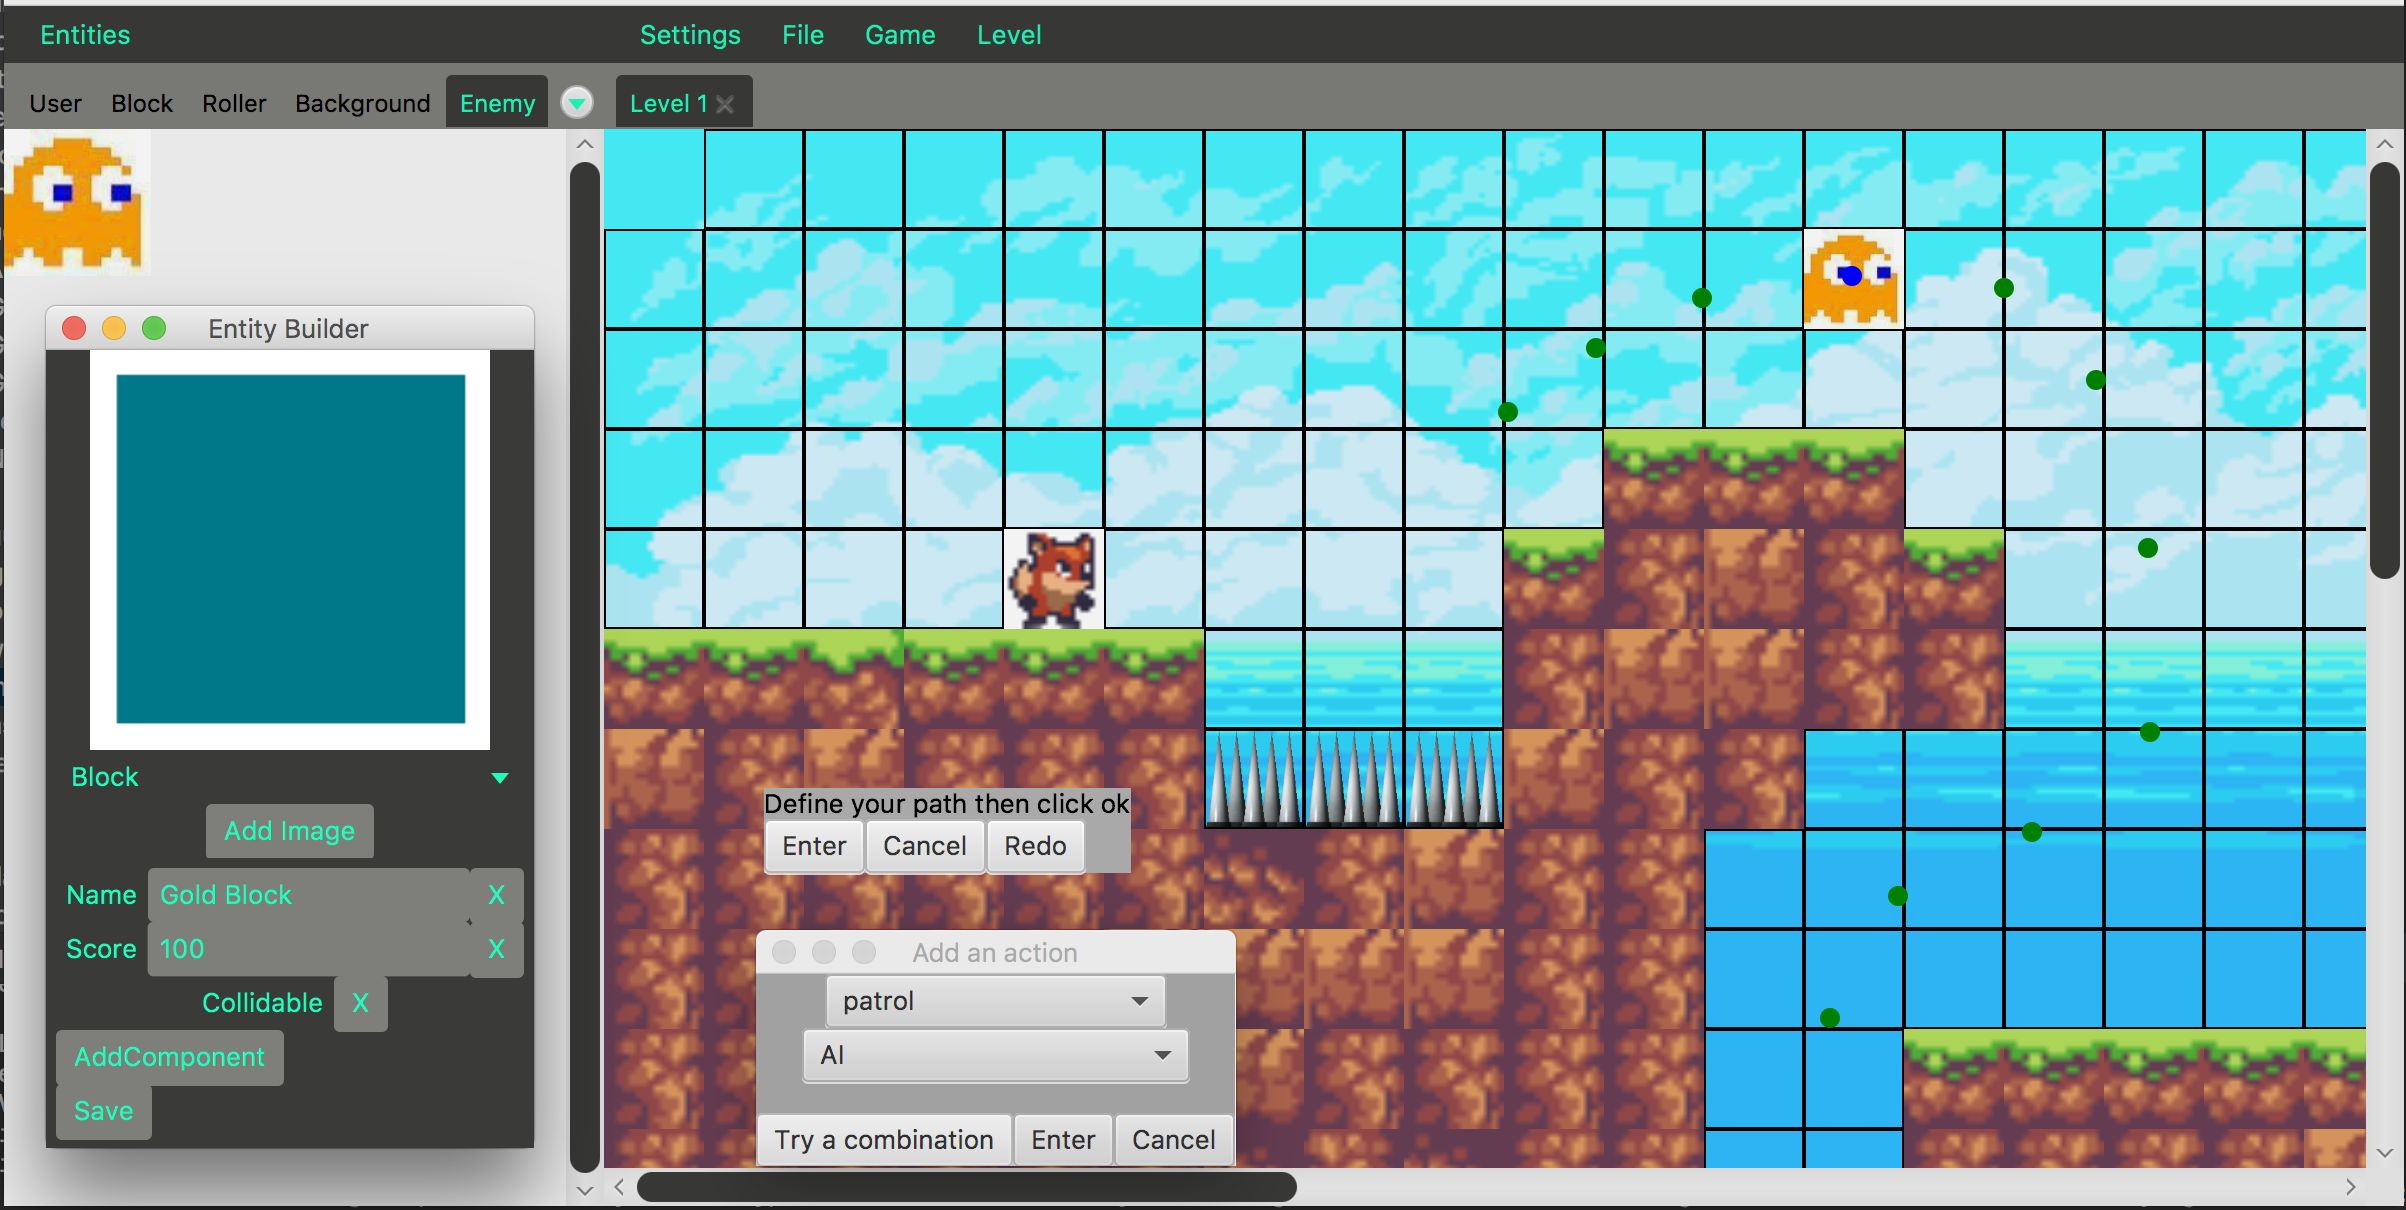 Entities
Settings File Game Level
User Block Roller Background Enemy
Level 1
Entity Builder
Block
Add Image
Name Gold Block X
Score 100 X
Collidable X
AddComponent
Save
Define your path then click ok
Enter Cancel Redo
Add an action
patrol
AI
Try a combination Enter Cancel